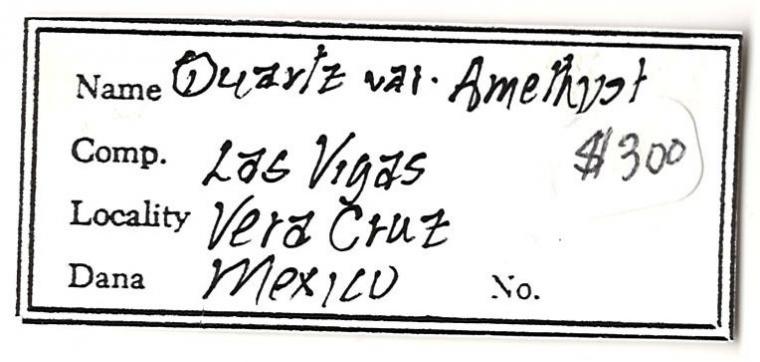 Name Quartz var. Amethyst
Comp. Las Vigas $300
Locality Vera Cruz
Dana Mexico No.